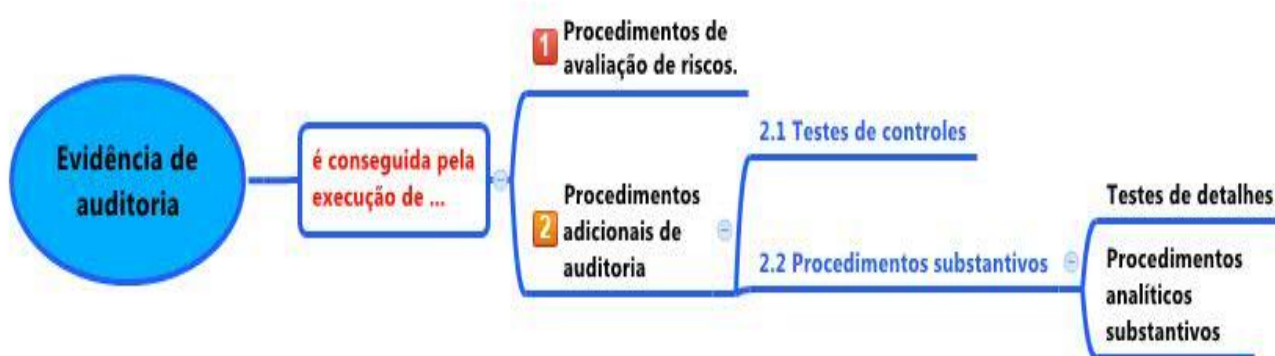 Evidência de
auditoria
é conseguida pela
execução de ...
1
Procedimentos de
avaliação de riscos.
2
Procedimentos
adicionais de
auditoria
2.1 Testes de controles
2.2 Procedimentos substantivos
Testes de detalhes
Procedimentos
analíticos
substantivos